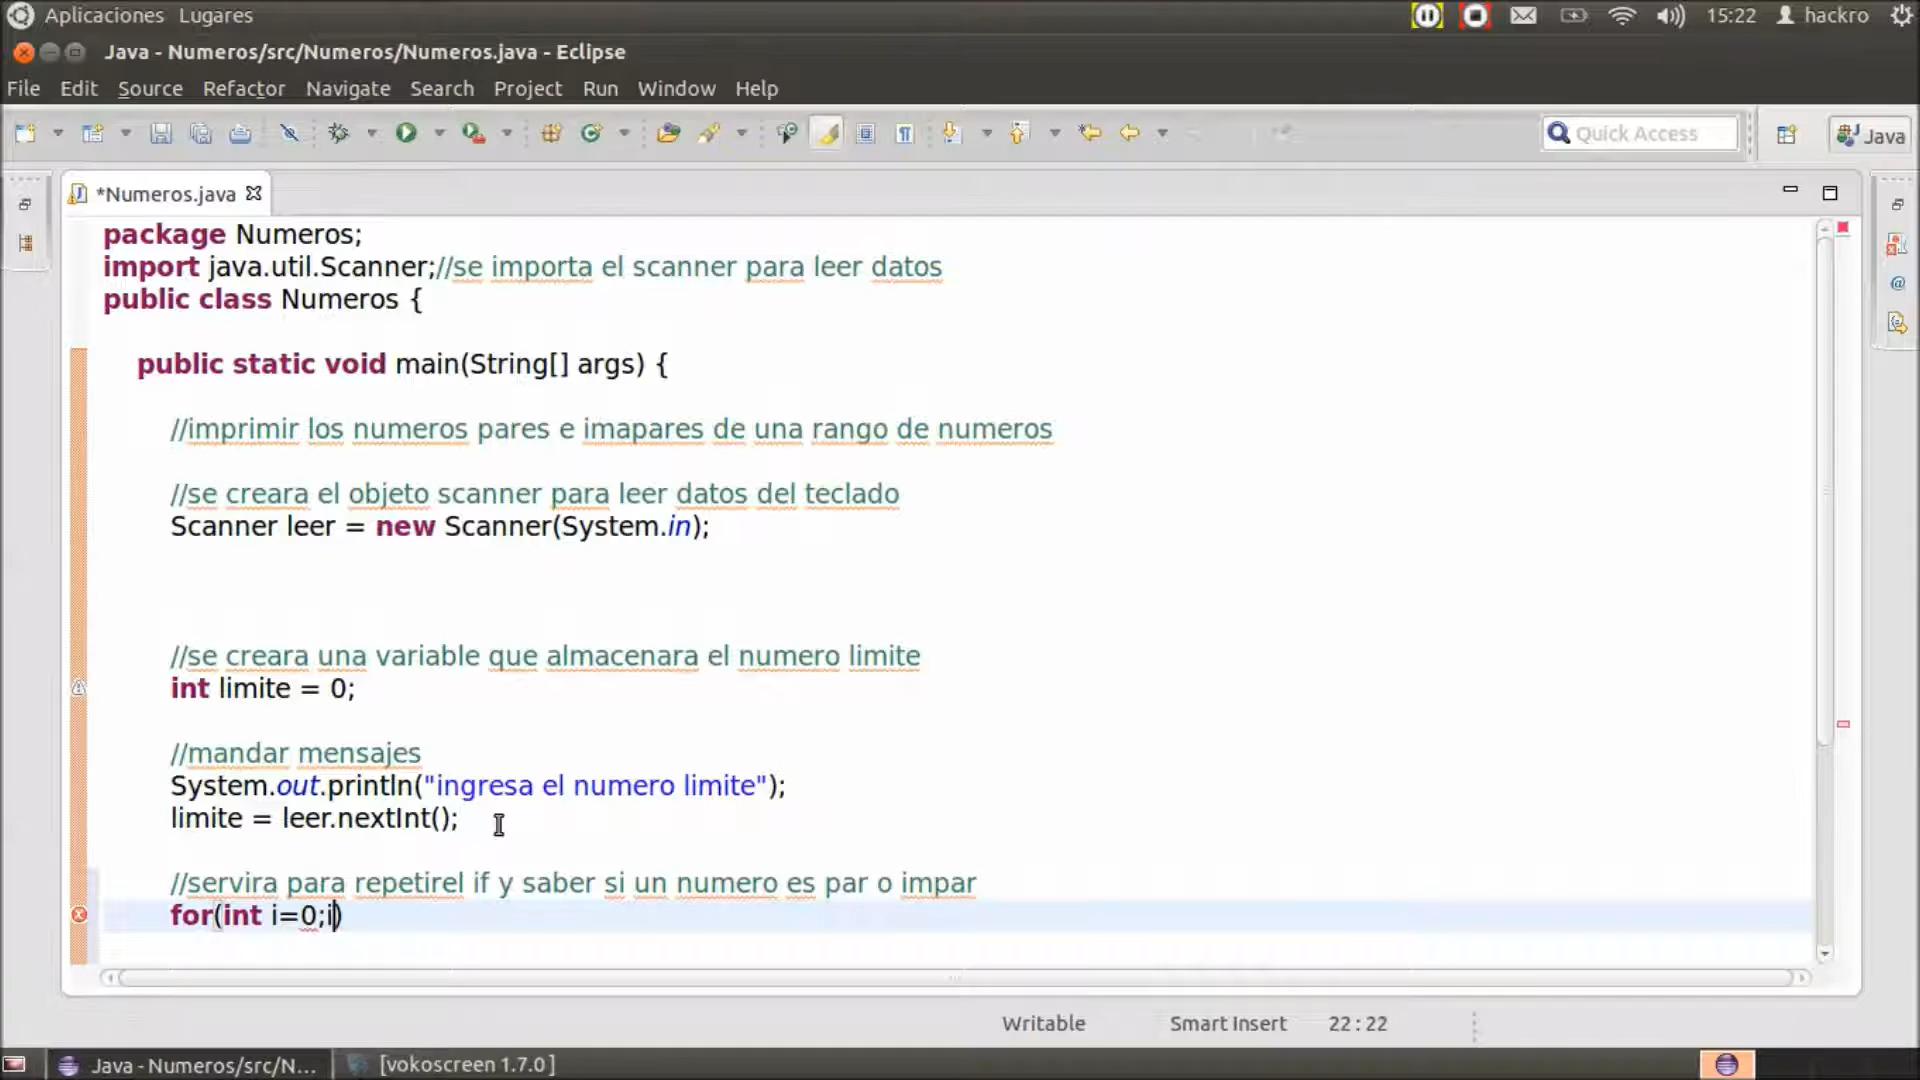 Aplicaciones Lugares 15:22 hackro
Java - Numeros/src/Numeros/Numeros.java - Eclipse
File Edit Source Refactor Navigate Search Project Run Window Help
Quick Access Java
*Numeros.java
package Numeros;
import java.util.Scanner;//se importa el scanner para leer datos
public class Numeros {
public static void main(String[] args) {
//imprimir los numeros pares e imapares de una rango de numeros
//se creara el objeto scanner para leer datos del teclado
Scanner leer = new Scanner(System.in);
//se creara una variable que almacenara el numero limite
int limite = 0;
//mandar mensajes
System.out.println("ingresa el numero limite");
limite = leer.nextInt();
//servira para repetirel if y saber si un numero es par o impar
for(int i=0;i)
Writable Smart Insert 22 : 22
Java - Numeros/src/N... [vokoscreen 1.7.0]